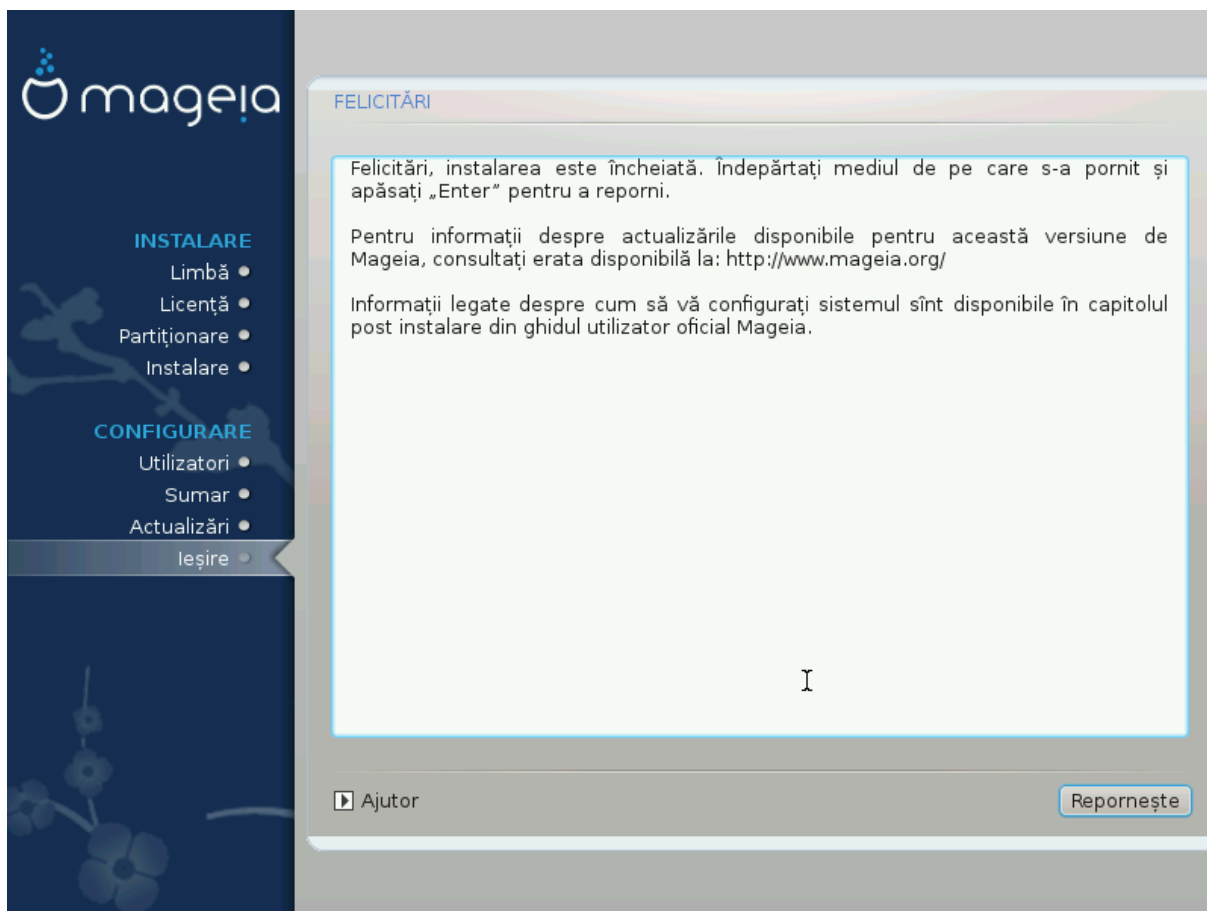 mageia
INSTALARE
Limbă
Licență
Partiționare
Instalare
CONFIGURARE
Utilizatori
Sumar
Actualizări
Ieșire
FELICITĂRI
Felicitări, instalarea este încheiată. Îndepărtați mediul de pe care s-a pornit și
apăsați „Enter” pentru a reporni.
Pentru informații despre actualizările disponibile pentru această versiune de
Mageia, consultați erata disponibilă la: http://www.mageia.org/
Informații legate despre cum să vă configurați sistemul sînt disponibile în capitolul
post instalare din ghidul utilizator oficial Mageia.
Ajutor
Repornește